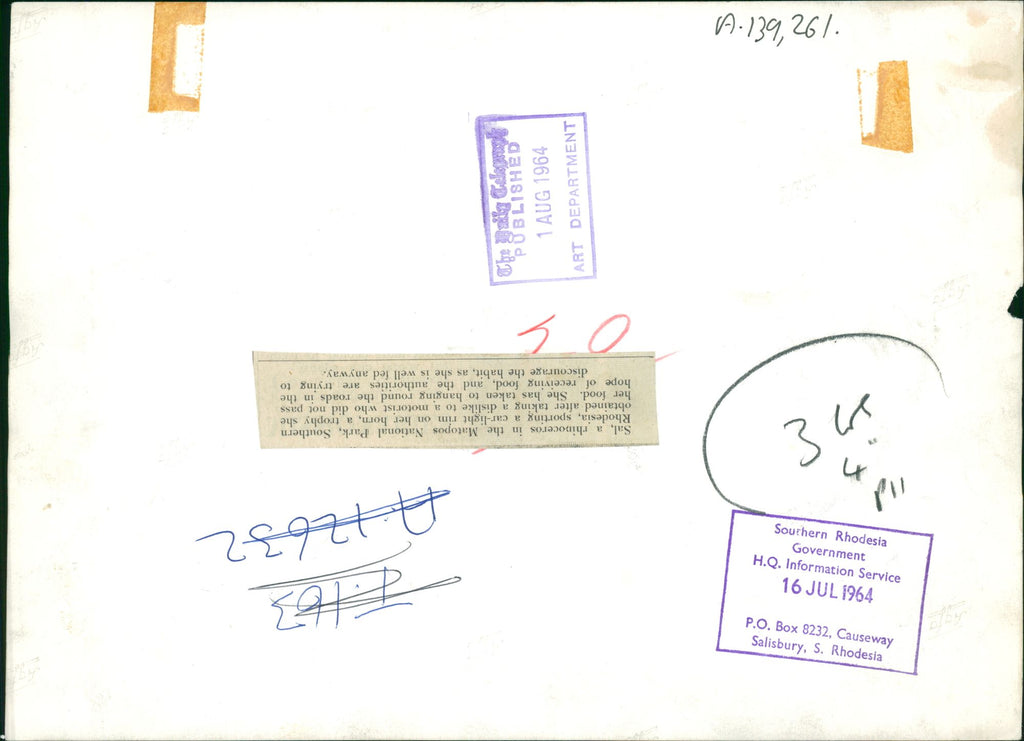 A.139,261.
The Daily Telegraph
PUBLISHED
1 AUG 1964
ART DEPARTMENT
Sal, a rhinoceros in the Matopos National Park, Southern
Rhodesia, sporting a car-light rim on her horn, a trophy she
obtained after taking a dislike to a motorist who did not pass
her food. She has taken to hanging round the roads in the
hope of receiving food, and the authorities are trying to
discourage the habit, as she is well fed anyway.
3
4"
P11
A.12632
Southern Rhodesia
Government
H.Q. Information Service
16 JUL 1964
P.O. Box 8232, Causeway
Salisbury, S. Rhodesia